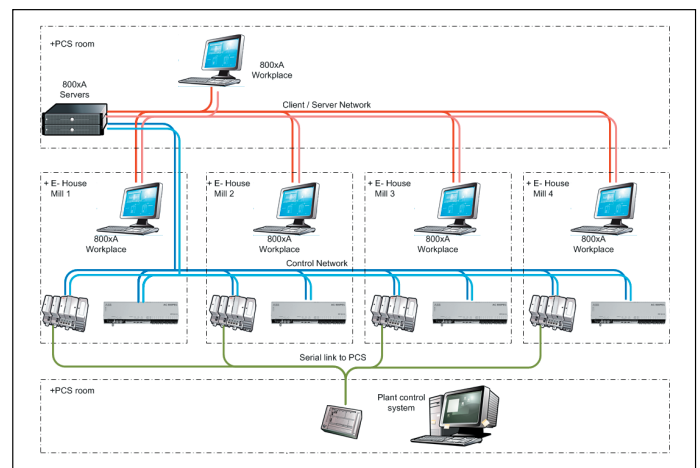 +PCS room
800xA
Workplace
800xA
Servers
Client / Server Network
+ E- House
Mill 1
+ E- House
Mill 2
+ E- House
Mill 3
+ E- House
Mill 4
800xA
Workplace
800xA
Workplace
800xA
Workplace
800xA
Workplace
Control Network
Serial link to PCS
+PCS room
Plant control
system